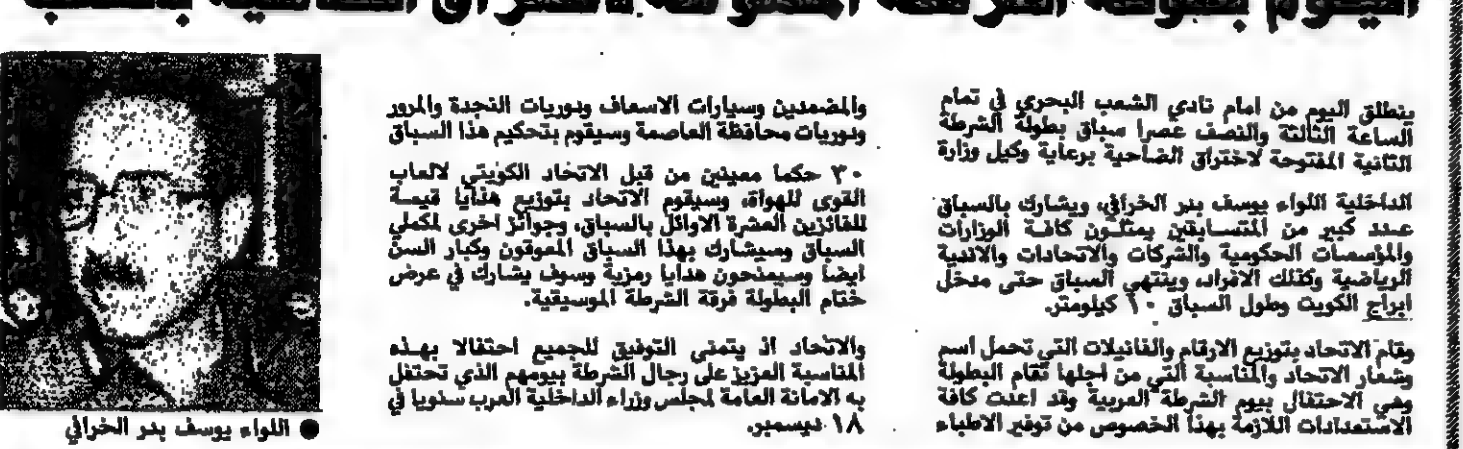 ينطلق اليوم من امام نادي الشعب البحري في تمام
الساعة الثالثة والنصف عصرا سباق بطولة الشرطة
الثانية المفتوحة لاختراق الضاحية برعاية وكيل وزارة
الداخلية اللواء يوسف بدر الخرافي، ويشارك بالسباق
عدد كبير من المتسابقين يمثلون كافة الوزارات
والمؤسسات الحكومية والشركات والاتحادات والاندية
الرياضية وكذلك الافراد، وينتهي السباق حتى مدخل
ابراج الكويت وطول السباق ١٠ كيلومتر.
وقام الاتحاد بتوزيع الارقام والفانيلات التي تحمل اسم
وشعار الاتحاد والمناسبة التي من اجلها تقام البطولة
وهي الاحتفال بيوم الشرطة العربية وقد اعدت كافة
الاستعدادات اللازمة بهذا الخصوص من توفير الاطباء
والمضمدين وسيارات الاسعاف ودوريات النجدة والمرور
ودوريات محافظة العاصمة وسيقوم بتحكيم هذا السباق
٣٠ حكما معينين من قبل الاتحاد الكويتي لالعاب
القوى للهواة، وسيقوم الاتحاد بتوزيع هدايا قيمة
للفائزين العشرة الاوائل بالسباق، وجوائز اخرى لمكملي
السباق وسيشارك بهذا السباق المعوقون وكبار السن
ايضا وسيمنحون هدايا رمزية وسوف يشارك في عرض
ختام البطولة فرقة الشرطة الموسيقية.
والاتحاد اذ يتمنى التوفيق للجميع احتفالا بهذه
المناسبة العزيز على رجال الشرطة بيومهم الذي تحتفل
به الامانة العامة لمجلس وزراء الداخلية العرب سنويا في
١٨ ديسمبر.
● اللواء يوسف بدر الخرافي